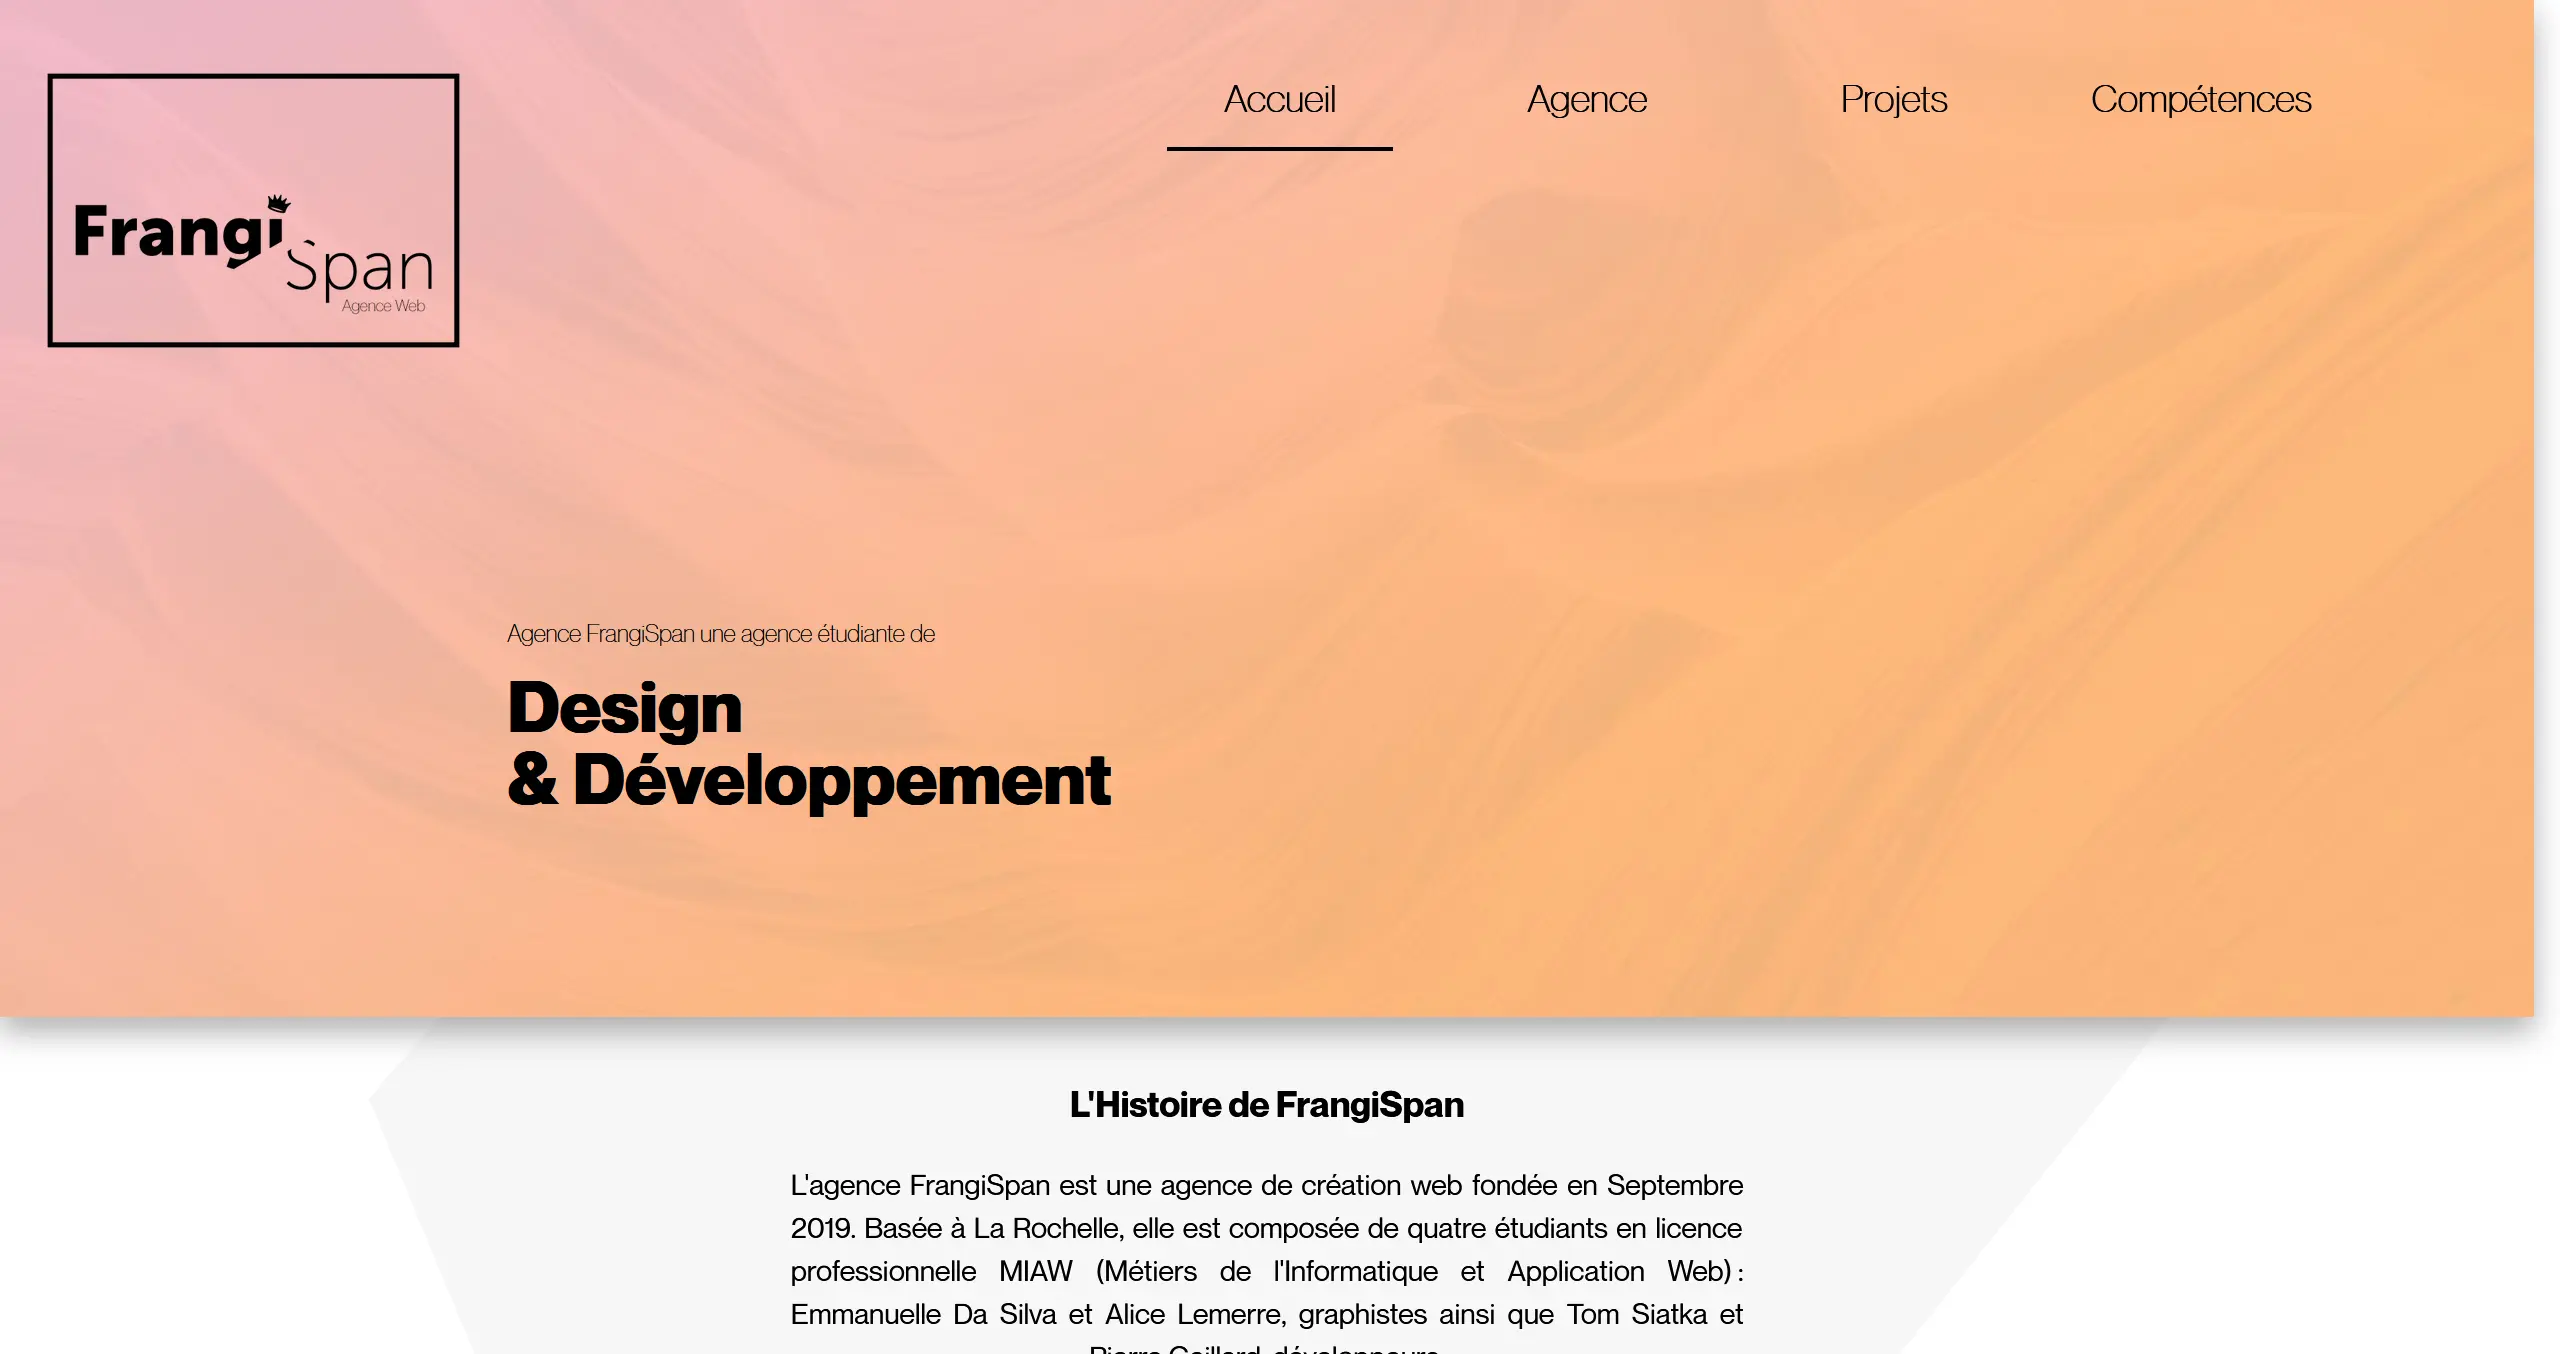 Frangi
Span
Agence Web
Accueil
Agence
Projets
Compétences
Agence FrangiSpan une agence étudiante de
Design
& Développement
L'Histoire de FrangiSpan
L'agence FrangiSpan est une agence de création web fondée en Septembre
2019. Basée à La Rochelle, elle est composée de quatre étudiants en licence
professionnelle MIAW (Métiers de l'Informatique et Application Web) :
Emmanuelle Da Silva et Alice Lemerre, graphistes ainsi que Tom Siatka et